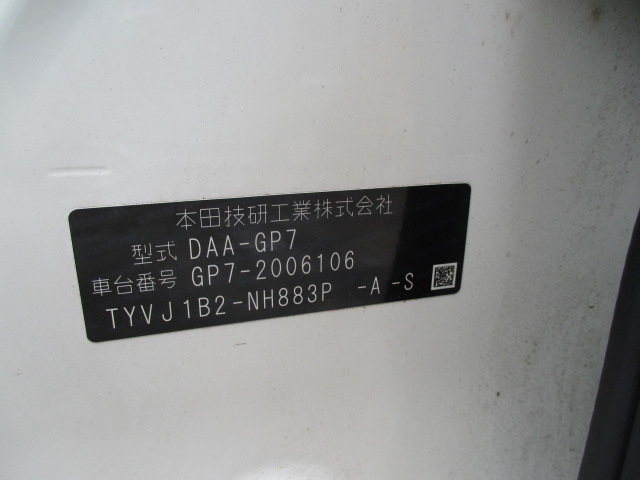 本田技研工業株式会社
型式 DAA-GP7
車台番号 GP7-2006106
TYVJ1B2-NH883P -A-S